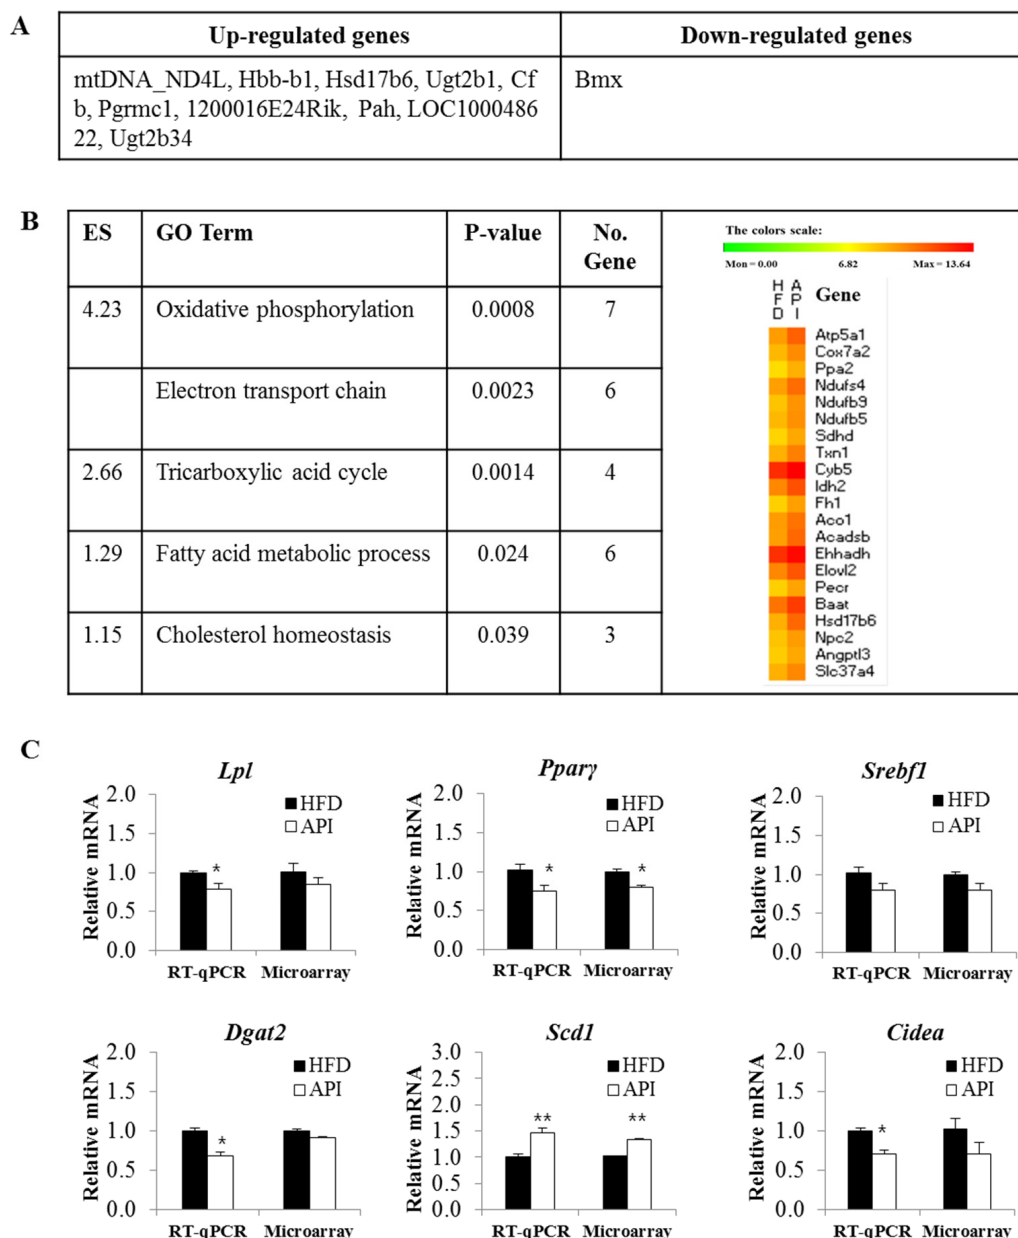 A
Up-regulated genes
Down-regulated genes
mtDNA_ND4L, Hbb-b1, Hsd17b6, Ugt2b1, Cf
b, Pgrmc1, 1200016E24Rik, Pah, LOC1000486
22, Ugt2b34
Bmx
B
ES
GO Term
P-value
No.
Gene
4.23
Oxidative phosphorylation
0.0008
7
Electron transport chain
0.0023
6
2.66
Tricarboxylic acid cycle
0.0014
4
1.29
Fatty acid metabolic process
0.024
6
1.15
Cholesterol homeostasis
0.039
3
The colors scale:
Mon = 0.00 6.82 Max = 13.64
HFD
API
Gene
Atp5a1
Cox7a2
Ppa2
Ndufs4
Ndufb9
Ndufb5
Sdhd
Txn1
Cyb5
Idh2
Fh1
Aco1
Acadsb
Ehhadh
Elovl2
Pecr
Baat
Hsd17b6
Npc2
Angptl3
Slc37a4
C
Lpl
Relative mRNA
2.0
1.5
1.0
0.5
0.0
HFD
API
*
RT-qPCR Microarray
Pparγ
Relative mRNA
2.0
1.5
1.0
0.5
0.0
HFD
API
* *
RT-qPCR Microarray
Srebf1
Relative mRNA
2.0
1.5
1.0
0.5
0.0
HFD
API
RT-qPCR Microarray
Dgat2
Relative mRNA
2.0
1.5
1.0
0.5
0.0
HFD
API
*
RT-qPCR Microarray
Scd1
Relative mRNA
3.0
2.5
2.0
1.5
1.0
0.5
0.0
HFD
API
** **
RT-qPCR Microarray
Cidea
Relative mRNA
2.0
1.5
1.0
0.5
0.0
HFD
API
*
RT-qPCR Microarray